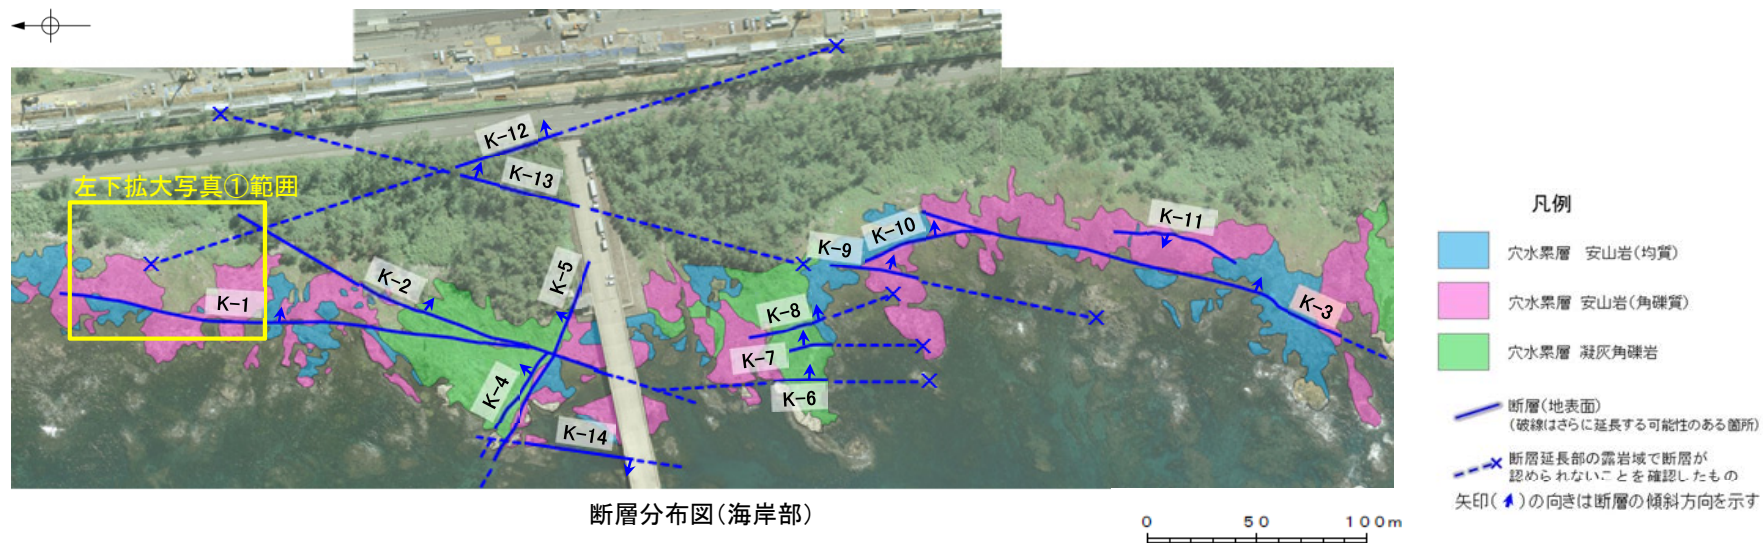 K-12
K-13
左下拡大写真①範囲
K-11
K-10
K-9
K-5
K-2
K-1
K-3
K-8
K-7
K-4
K-6
K-14
断層分布図(海岸部)
凡例
穴水累層 安山岩(均質)
穴水累層 安山岩(角礫質)
穴水累層 凝灰角礫岩
断層(地表面)
(破線はさらに延長する可能性のある箇所)
断層延長部の露岩域で断層が
認められないことを確認したもの
矢印( )の向きは断層の傾斜方向を示す
0 50 100m